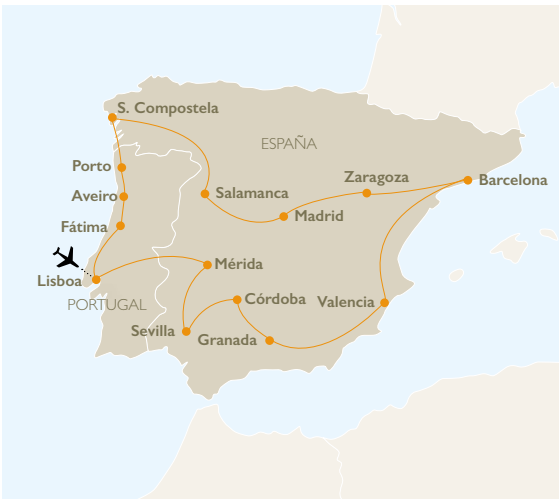 S. Compostela
ESPAÑA
Porto
Zaragoza
Barcelona
Aveiro
Salamanca
Madrid
Fátima
Mérida
Lisboa
PORTUGAL
Córdoba
Valencia
Sevilla
Granada